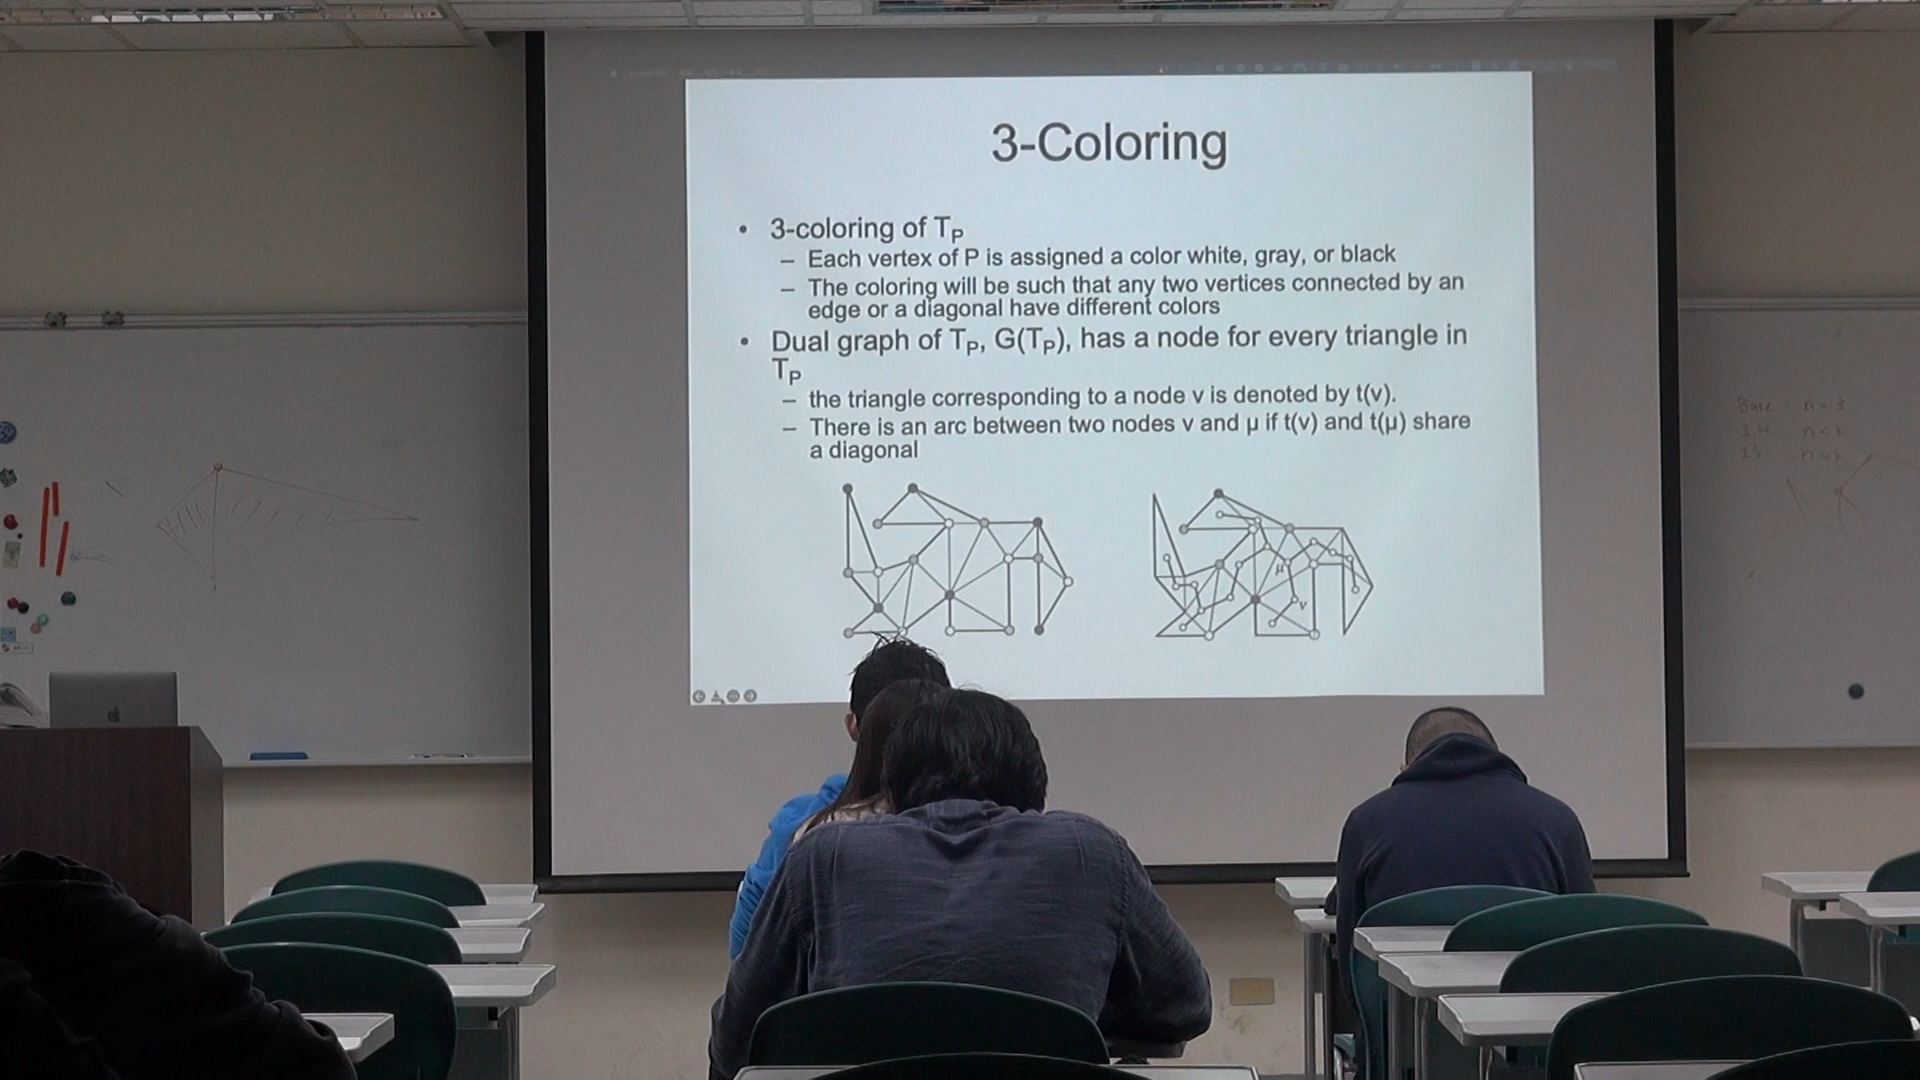 3-Coloring
• 3-coloring of TP
– Each vertex of P is assigned a color white, gray, or black
– The coloring will be such that any two vertices connected by an
edge or a diagonal have different colors
• Dual graph of TP, G(TP), has a node for every triangle in
TP
– the triangle corresponding to a node v is denoted by t(v).
– There is an arc between two nodes v and μ if t(v) and t(μ) share
a diagonal
μ
v
Base n = 3
I.H n < k
I.S n = k